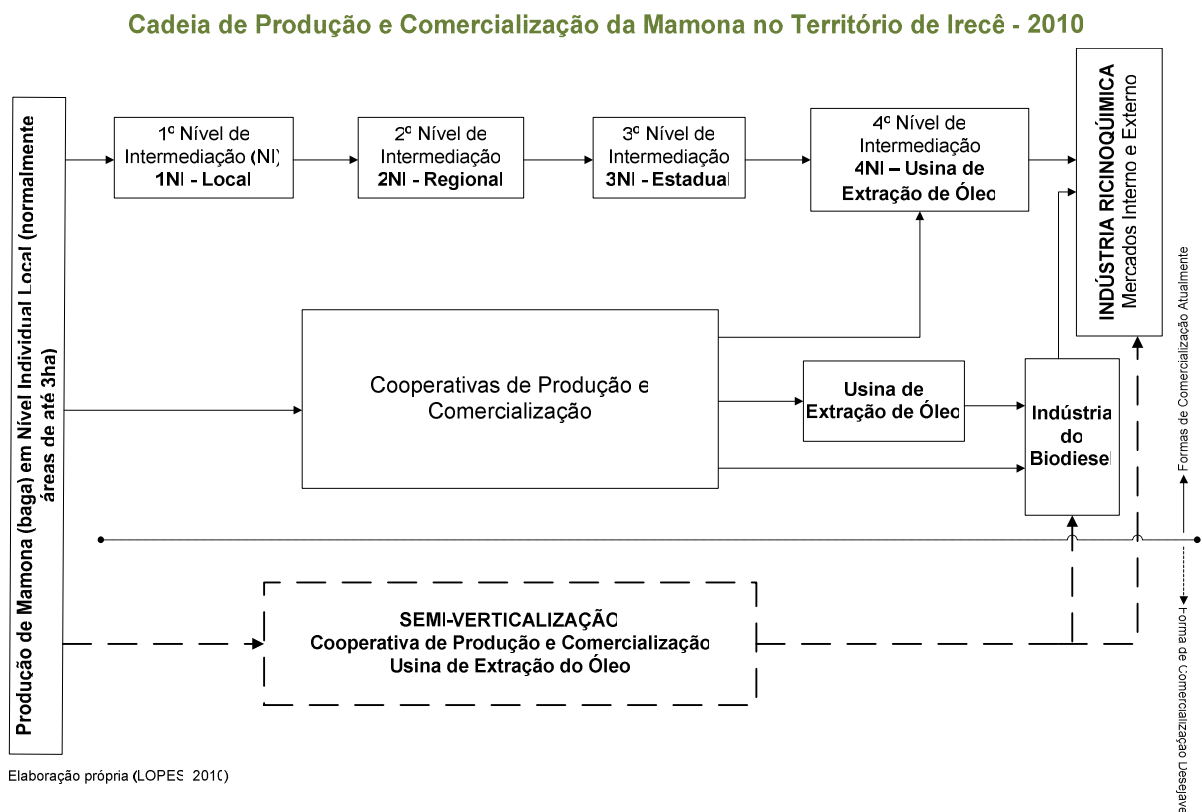 Cadeia de Produção e Comercialização da Mamona no Território de Irecê - 2010
Produção de Mamona (baga) em Nível Individual Local (normalmente
áreas de até 3ha)
1º Nível de
Intermediação (NI)
1NI - Local
2º Nível de
Intermediação
2NI - Regional
3º Nível de
Intermediação
3NI - Estadual
4º Nível de
Intermediação
4NI – Usina de
Extração de Óleo
INDÚSTRIA RICINOQUÍMICA
Mercados Interno e Externo
Cooperativas de Produção e
Comercialização
Usina de
Extração de Óleo
Indústria
do
Biodiesel
Formas de Comercialização Atualmente
SEMI-VERTICALIZAÇÃO
Cooperativa de Produção e Comercialização
Usina de Extração do Óleo
Forma de Comercialização Desejáve
Elaboração própria (LOPES 2010)